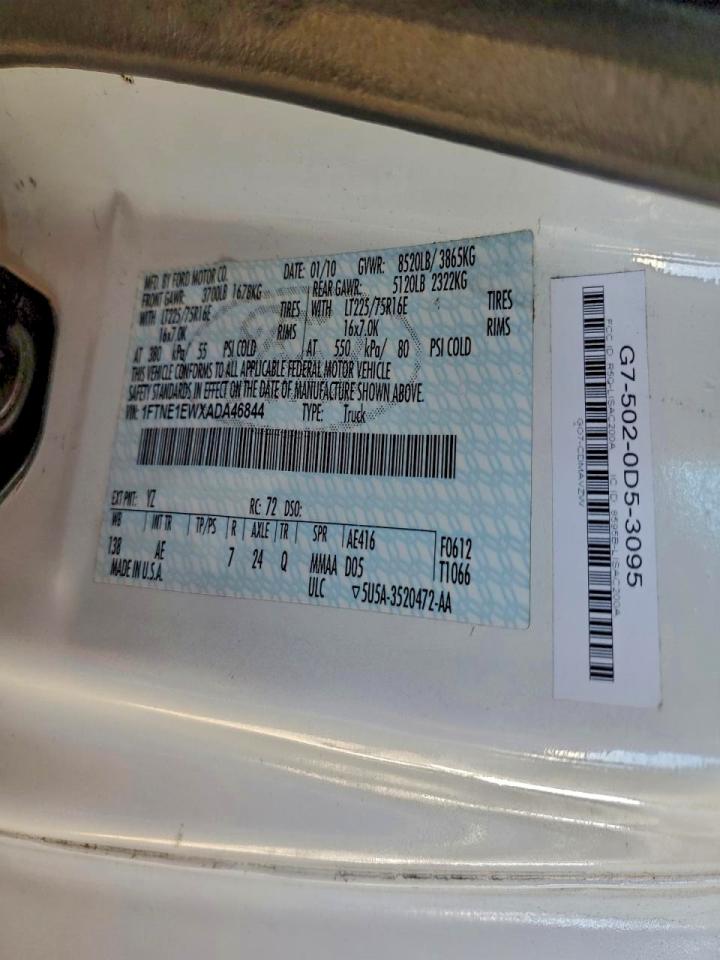 MFD. BY FORD MOTOR CO.
DATE: 01/10 GVWR: 8520LB/ 3865KG
FRONT GAWR: 3700LB 1678KG REAR GAWR: 5120LB 2322KG
WITH LT225/75R16E TIRES WITH LT225/75R16E TIRES
16x7.0K RIMS 16x7.0K RIMS
AT 380 kPa/ 55 PSI COLD AT 550 kPa/ 80 PSI COLD
THIS VEHICLE CONFORMS TO ALL APPLICABLE FEDERAL MOTOR VEHICLE
SAFETY STANDARDS IN EFFECT ON THE DATE OF MANUFACTURE SHOWN ABOVE.
VIN: 1FTNE1EWXADA46844 TYPE: Truck
EXT PNT: YZ RC: 72 DSO:
WB INT TR TP/PS R AXLE TR SPR AE416 F0612
138 AE 7 24 Q MMAA D05 T1066
MADE IN U.S.A. ULC ▽5U5A-3520472-AA
G7-502-0D5-3095
GO7-CDMAVZW